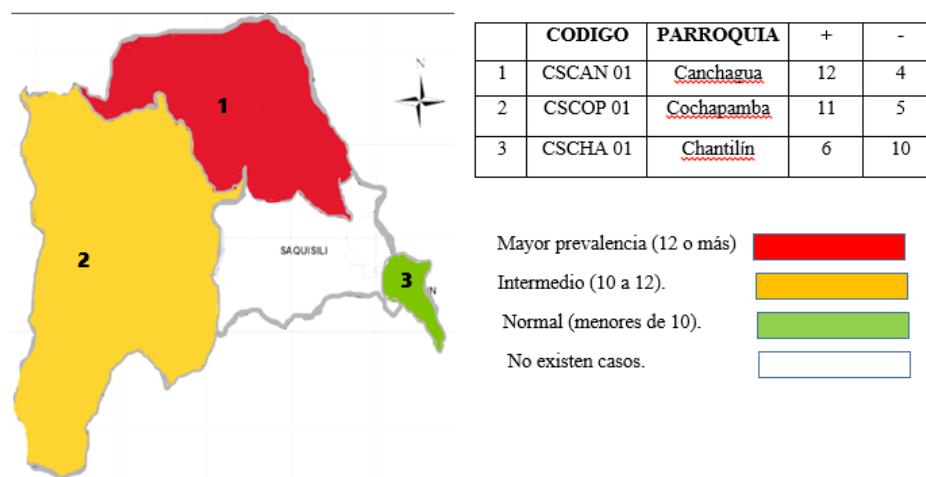 1
N
2
SAQUISILI
3
IN
CODIGO PARROQUIA + -
1 CSCAN 01 Canchagua 12 4
2 CSCOP 01 Cochapamba 11 5
3 CSCHA 01 Chantilín 6 10
Mayor prevalencia (12 o más)
Intermedio (10 a 12).
Normal (menores de 10).
No existen casos.